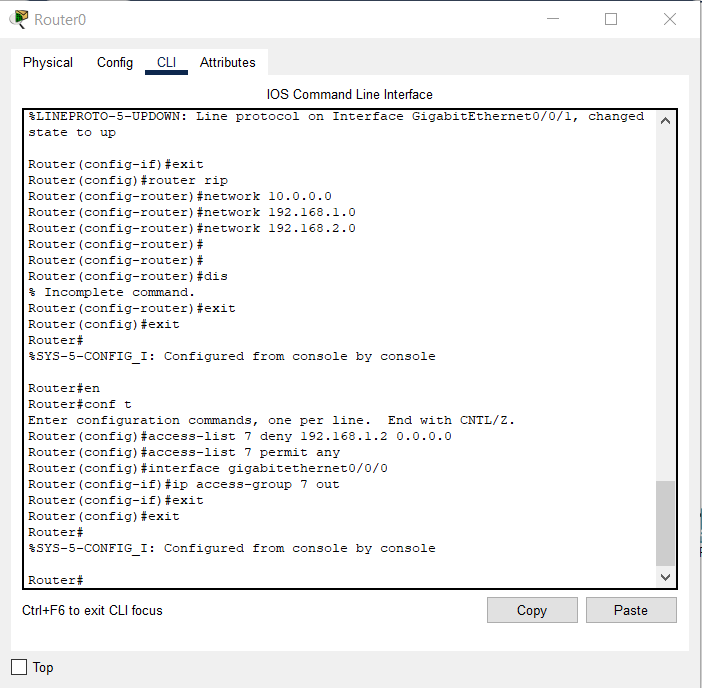 Router0
Physical Config CLI Attributes
IOS Command Line Interface
%LINEPROTO-5-UPDOWN: Line protocol on Interface GigabitEthernet0/0/1, changed
state to up
Router(config-if)#exit
Router(config)#router rip
Router(config-router)#network 10.0.0.0
Router(config-router)#network 192.168.1.0
Router(config-router)#network 192.168.2.0
Router(config-router)#
Router(config-router)#
Router(config-router)#dis
% Incomplete command.
Router(config-router)#exit
Router(config)#exit
Router#
%SYS-5-CONFIG_I: Configured from console by console
Router#en
Router#conf t
Enter configuration commands, one per line.  End with CNTL/Z.
Router(config)#access-list 7 deny 192.168.1.2 0.0.0.0
Router(config)#access-list 7 permit any
Router(config)#interface gigabitethernet0/0/0
Router(config-if)#ip access-group 7 out
Router(config-if)#exit
Router(config)#exit
Router#
%SYS-5-CONFIG_I: Configured from console by console
Router#
Ctrl+F6 to exit CLI focus
Copy Paste
Top